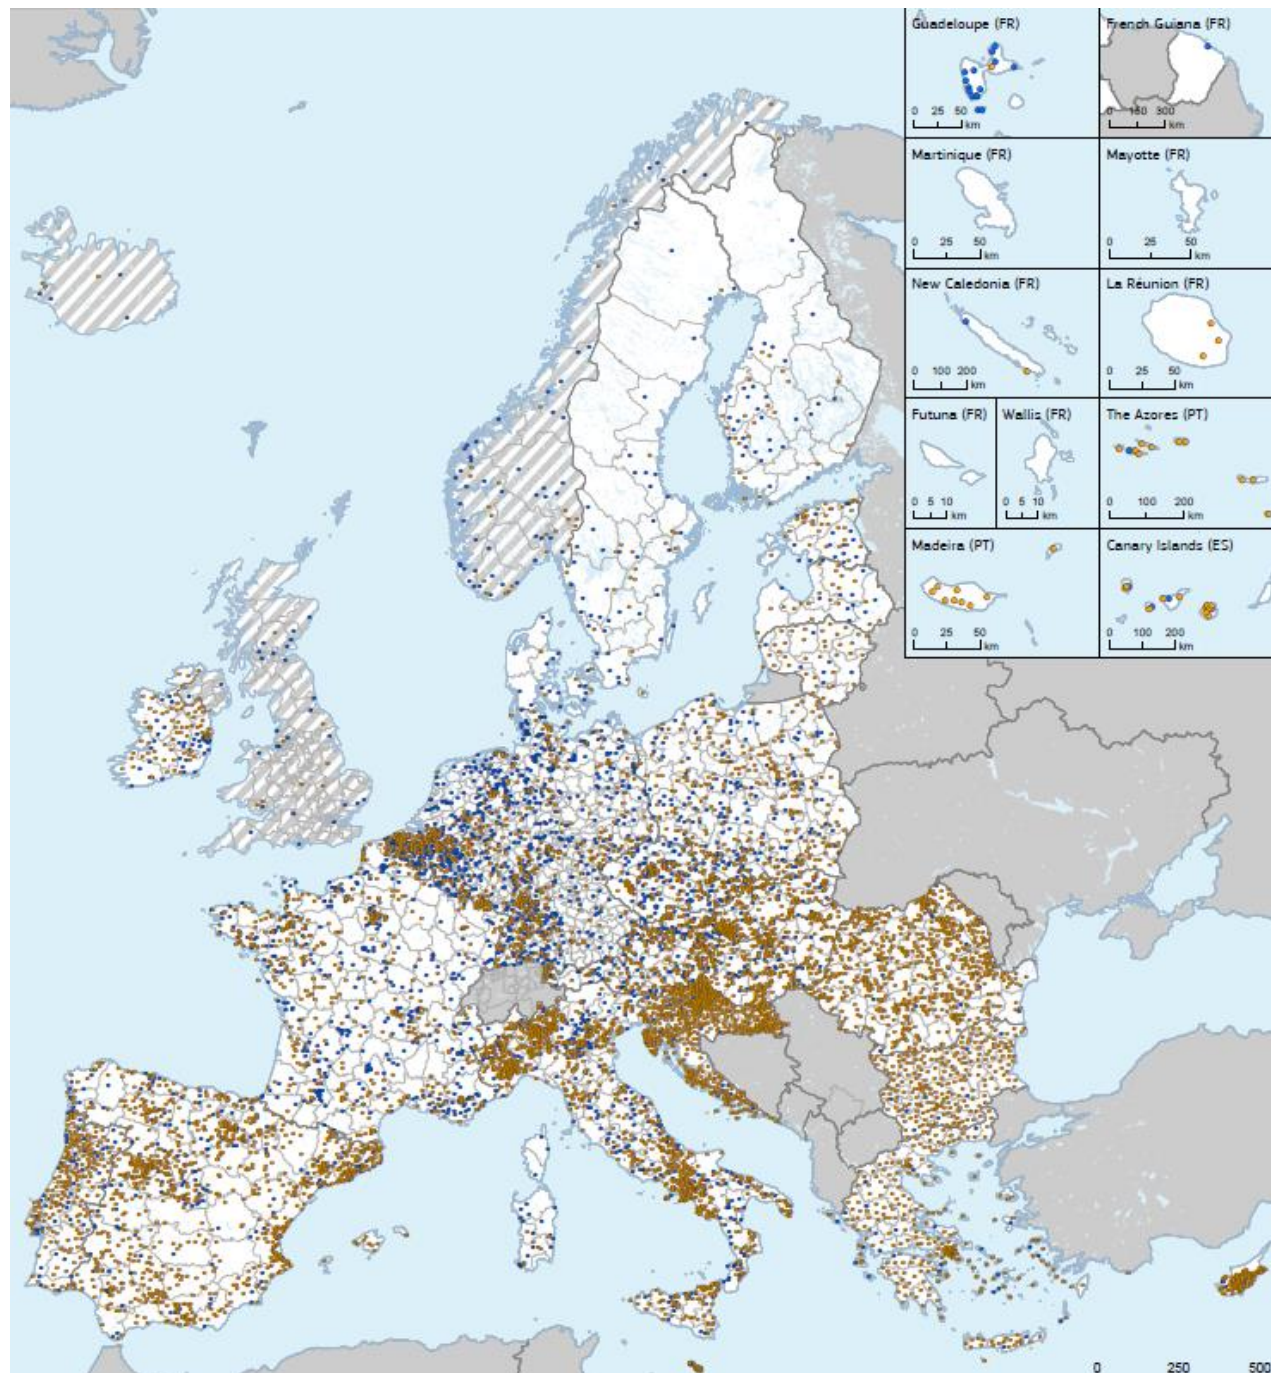 Guadeloupe (FR)
French Guiana (FR)
0 25 50
km
0 150 300
km
Martinique (FR)
Mayotte (FR)
0 25 50
km
0 25 50
km
New Caledonia (FR)
La Réunion (FR)
0 100 200
km
0 25 50
km
Futuna (FR)
Wallis (FR)
The Azores (PT)
0 5 10
km
0 5 10
km
0 100 200
km
Madeira (PT)
Canary Islands (ES)
0 25 50
km
0 100 200
km
0 250 500